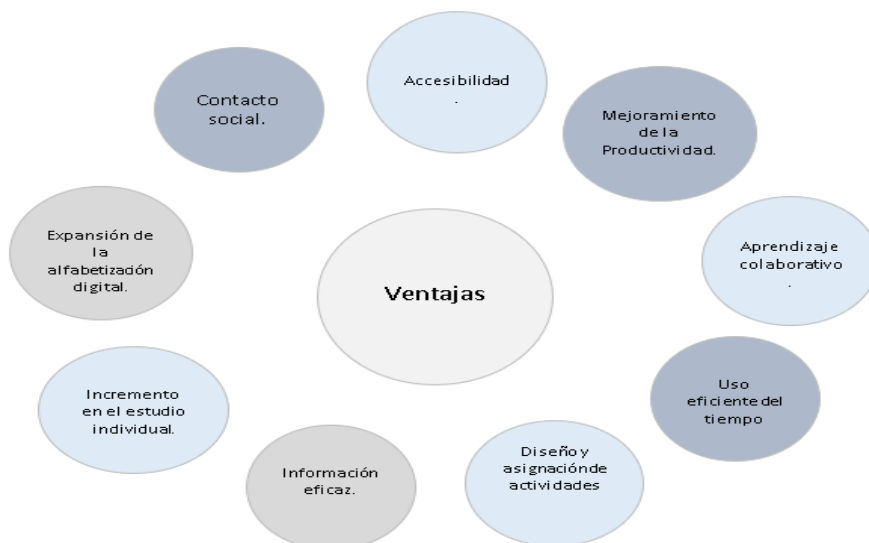 Accesibilidad
.
Contacto
social.
Mejoramiento
de la
Productividad.
Expansión de
la
alfabetización
digital.
Aprendizaje
colaborativo
.
Ventajas
Incremento
en el estudio
individual.
Uso
eficiente del
tiempo
Información
eficaz.
Diseño y
asignación de
actividades